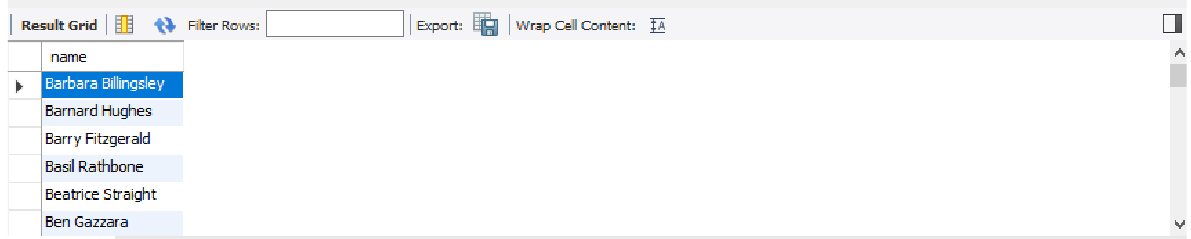 Result Grid Filter Rows: Export: Wrap Cell Content: IA
name
Barbara Billingsley
Barnard Hughes
Barry Fitzgerald
Basil Rathbone
Beatrice Straight
Ben Gazzara